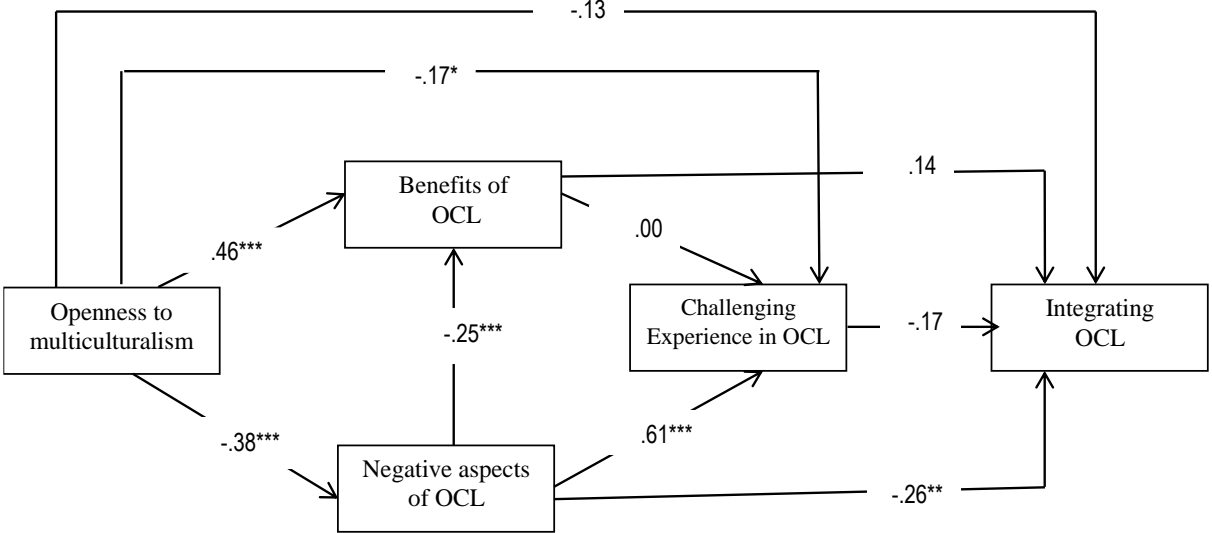 -.13
-.17*
Benefits of
OCL
.14
.46***
.00
Openness to
multiculturalism
-.25***
Challenging
Experience in OCL
-.17
Integrating
OCL
-.38***
.61***
Negative aspects
of OCL
-.26**